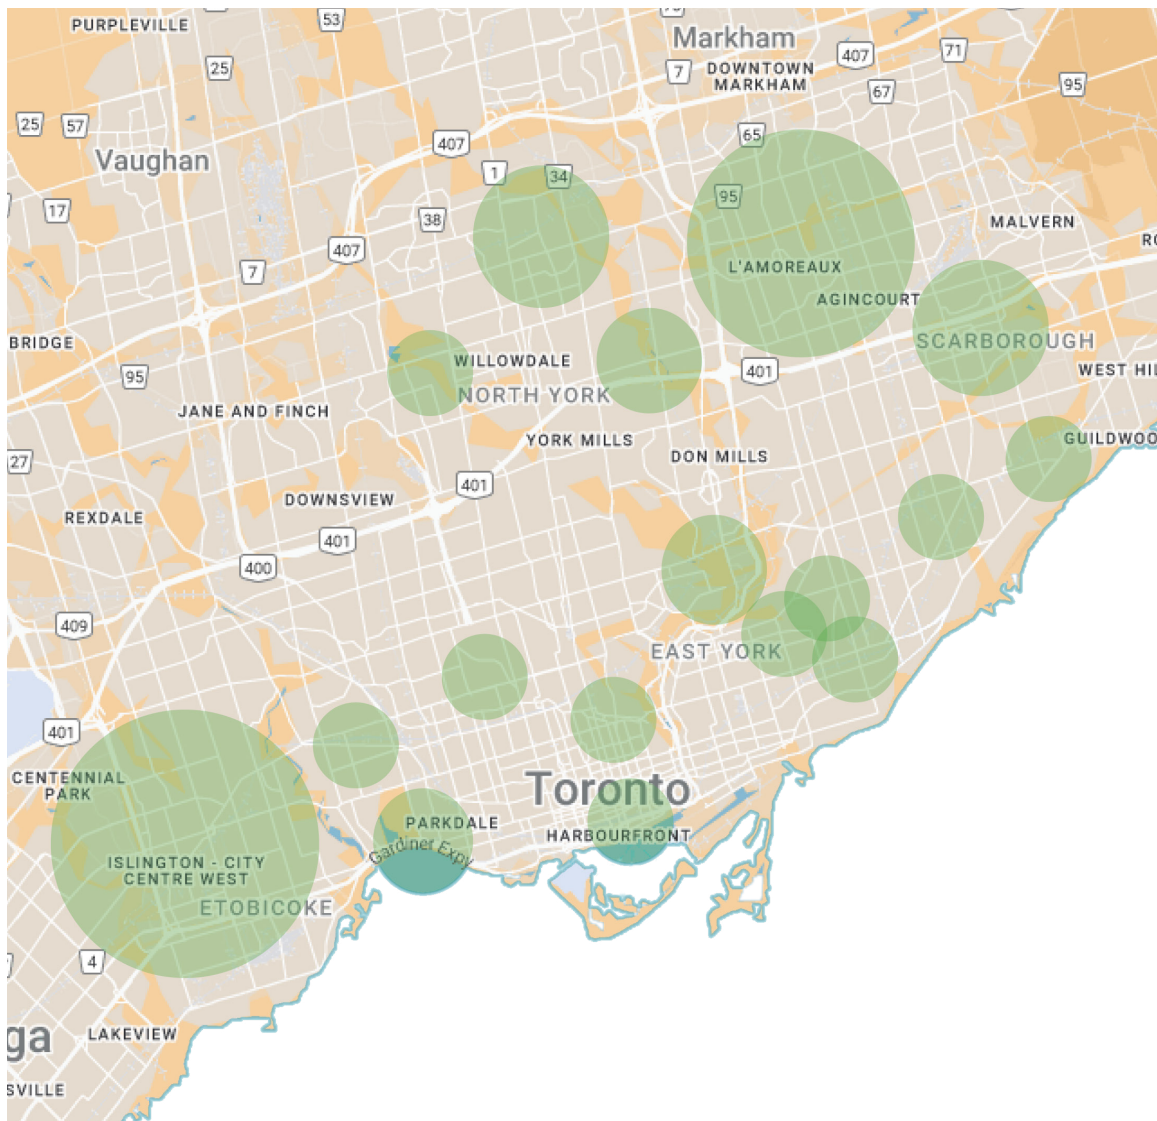 PURPLEVILLE
53
Markham
407
71
25
7
DOWNTOWN
MARKHAM
95
67
25
57
407
65
Vaughan
1
34
95
17
38
MALVERN
407
7
L'AMOREAUX
AGINCOURT
BRIDGE
SCARBOROUGH
WILLOWDALE
401
WEST HIL
95
NORTH YORK
JANE AND FINCH
YORK MILLS
GUILDWOO
DON MILLS
27
401
DOWNSVIEW
REXDALE
401
400
409
EAST YORK
401
CENTENNIAL
PARK
Toronto
PARKDALE
HARBOURFRONT
Gardiner Expy
ISLINGTON - CITY
CENTRE WEST
ETOBICOKE
4
LAKEVIEW
ga
SVILLE